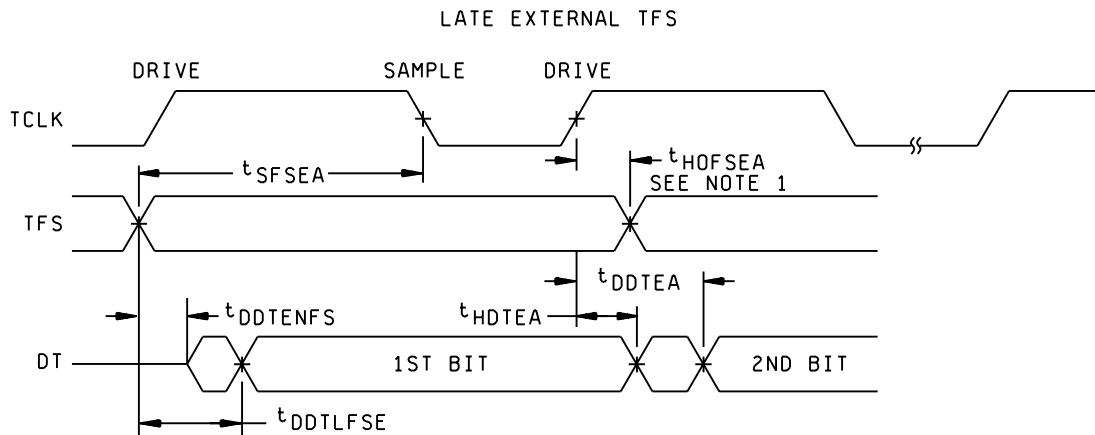 LATE EXTERNAL TFS
DRIVE SAMPLE DRIVE
TCLK
tSFSEA
tHOFSEA
SEE NOTE 1
TFS
tDDTEA
tDDTENFS
tHDTEA
DT
1ST BIT
2ND BIT
tDDTLFSE